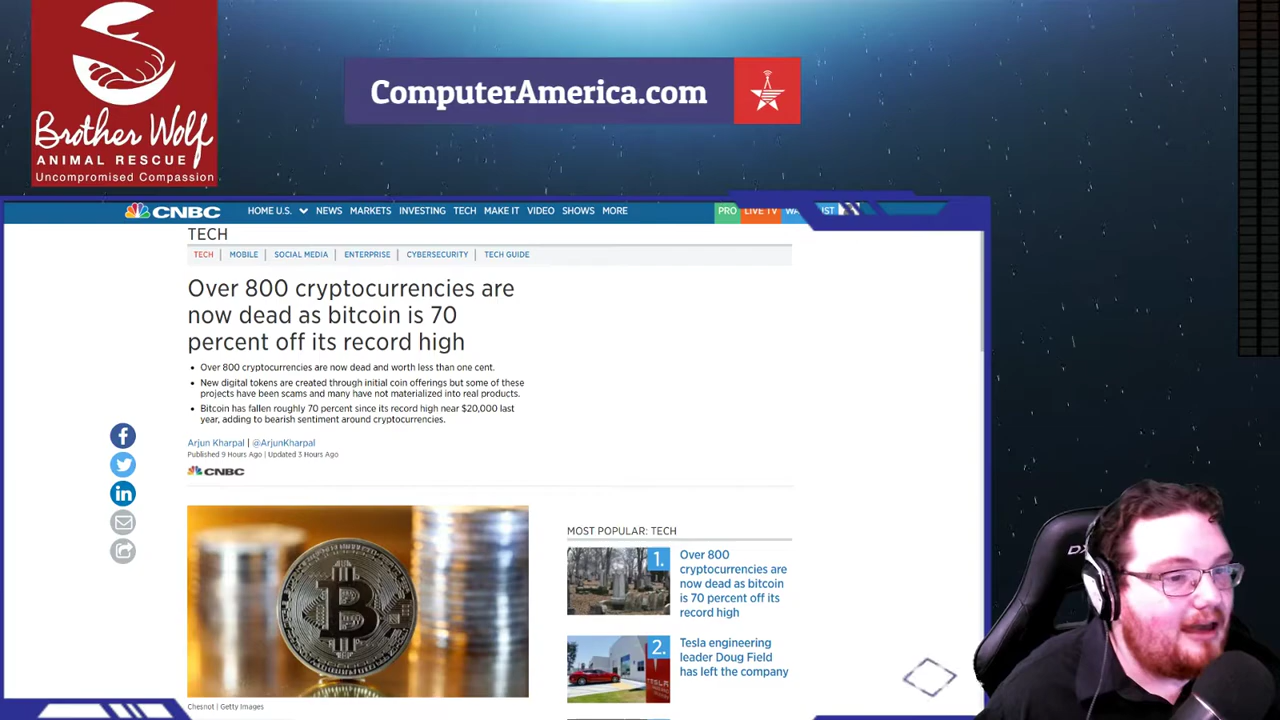 Brother Wolf
ANIMAL RESCUE
Uncompromised Compassion
ComputerAmerica.com
CNBC
HOME U.S. NEWS MARKETS INVESTING TECH MAKE IT VIDEO SHOWS MORE
PRO LIVE TV
TECH
TECH | MOBILE | SOCIAL MEDIA | ENTERPRISE | CYBERSECURITY | TECH GUIDE
Over 800 cryptocurrencies are
now dead as bitcoin is 70
percent off its record high
• Over 800 cryptocurrencies are now dead and worth less than one cent.
• New digital tokens are created through initial coin offerings but some of these
projects have been scams and many have not materialized into real products.
• Bitcoin has fallen roughly 70 percent since its record high near $20,000 last
year, adding to bearish sentiment around cryptocurrencies.
Arjun Kharpal | @ArjunKharpal
Published 9 Hours Ago | Updated 3 Hours Ago
CNBC
Chesnot | Getty Images
MOST POPULAR: TECH
1.
Over 800
cryptocurrencies are
now dead as bitcoin
is 70 percent off its
record high
2.
Tesla engineering
leader Doug Field
has left the company
TESLA
DX